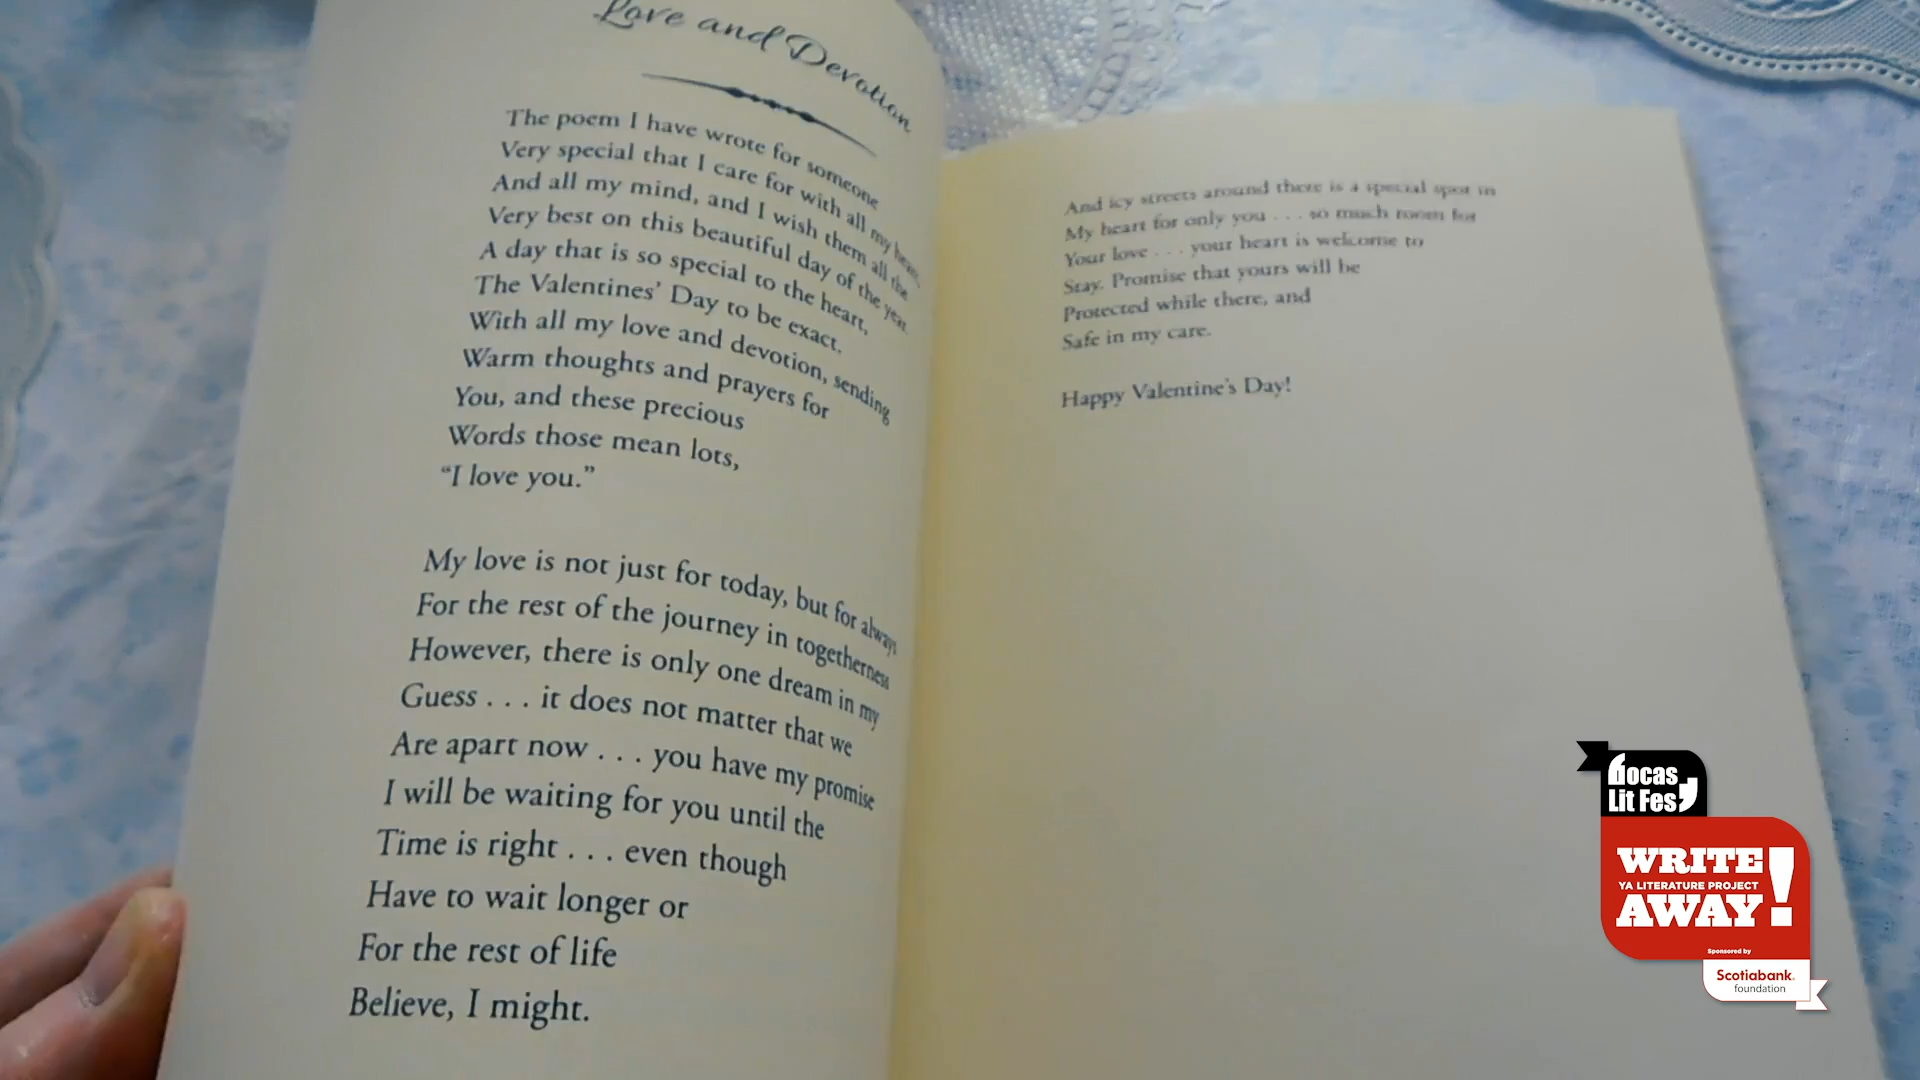 Love and Devotion
The poem I have wrote for someone
Very special that I care for with all my heart,
And all my mind, and I wish them all the
Very best on this beautiful day of the year.
A day that is so special to the heart,
The Valentines' Day to be exact.
With all my love and devotion, sending
Warm thoughts and prayers for
You, and these precious
Words those mean lots,
“I love you.”
My love is not just for today, but for always
For the rest of the journey in togetherness
However, there is only one dream in my
Guess . . . it does not matter that we
Are apart now . . . you have my promise
I will be waiting for you until the
Time is right . . . even though
Have to wait longer or
For the rest of life
Believe, I might.
And icy streets around there is a special spot in
My heart for only you . . . so much room for
Your love . . . your heart is welcome to
Stay. Promise that yours will be
Protected while there, and
Safe in my care.
Happy Valentine's Day!
bocas
Lit Fest
WRITE
YA LITERATURE PROJECT
AWAY!
Sponsored by
Scotiabank
foundation